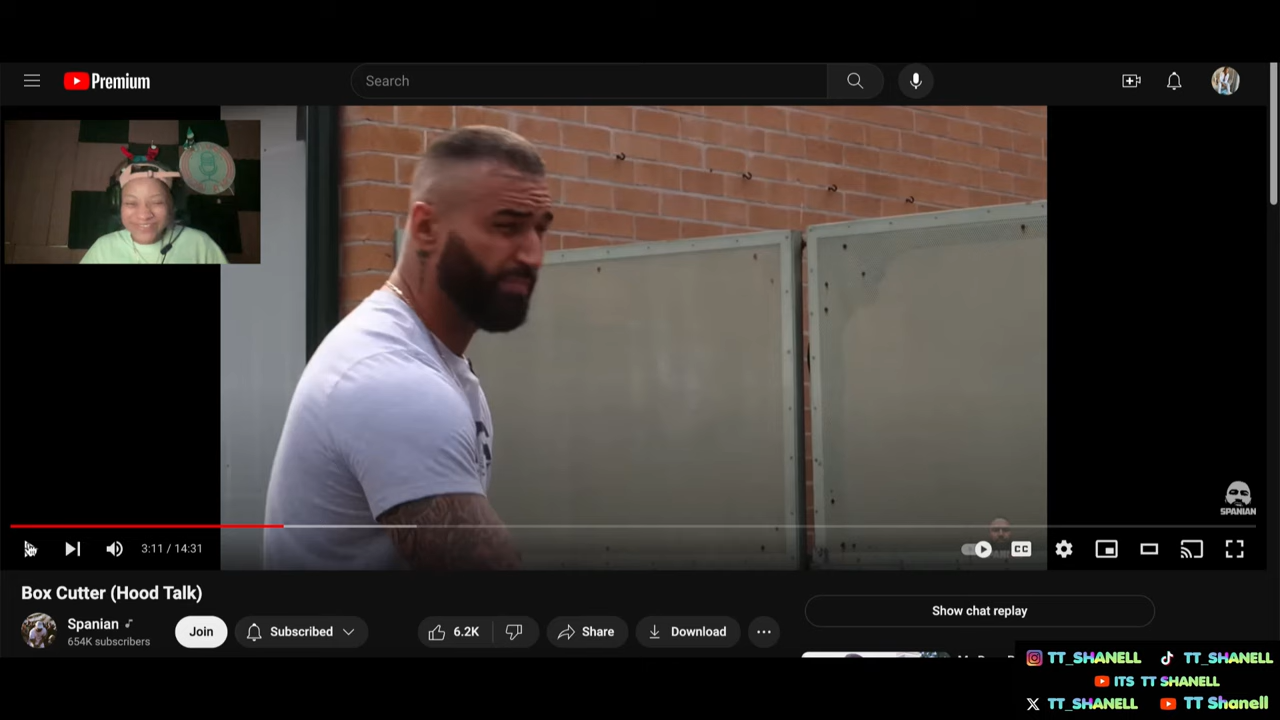 Premium
Search
SPANIAN
3:11 / 14:31
CC
Box Cutter (Hood Talk)
Spanian
654K subscribers
Join
Subscribed
6.2K
Share
Download
Show chat replay
TT_SHANELL
TT_SHANELL
ITS TT SHANELL
TT_SHANELL
TT Shanell